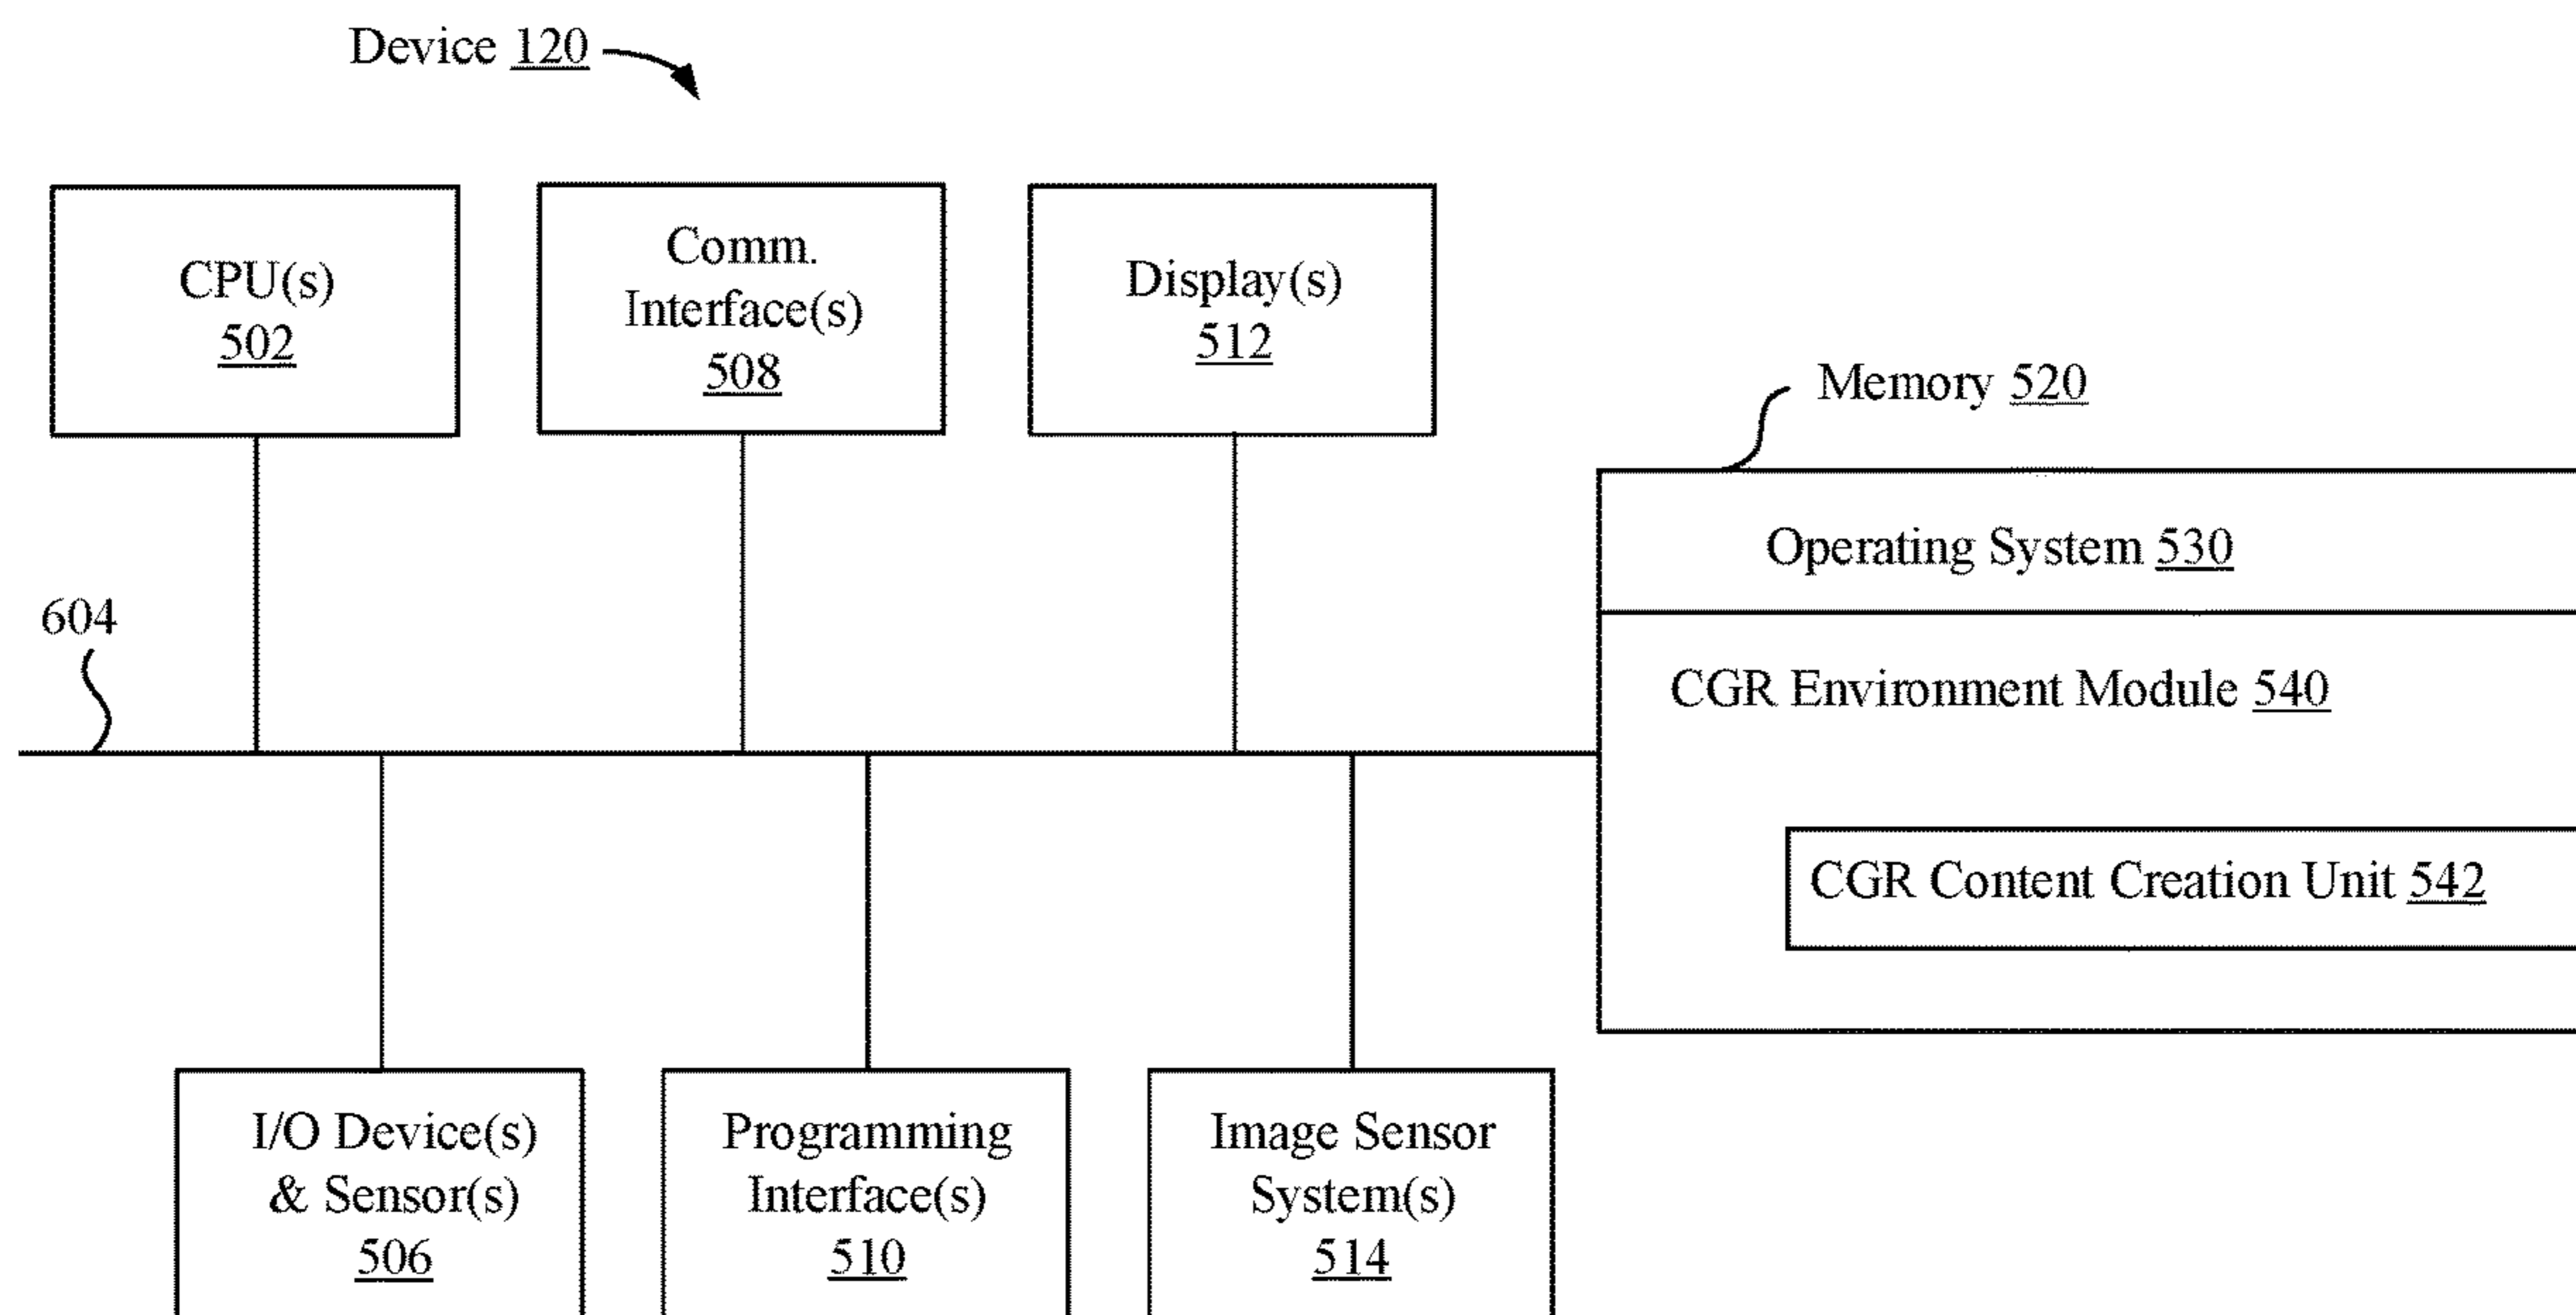 Device 120
CPU(s)
502
Comm.
Interface(s)
508
Display(s)
512
Memory 520
Operating System 530
604
CGR Environment Module 540
CGR Content Creation Unit 542
I/O Device(s)
& Sensor(s)
506
Programming
Interface(s)
510
Image Sensor
System(s)
514